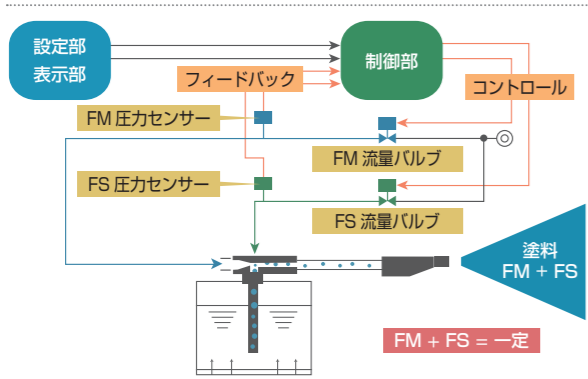 設定部
表示部
制御部
フィードバック
コントロール
FM 圧力センサー
FM 流量バルブ
FS 圧力センサー
FS 流量バルブ
塗料
FM + FS
FM + FS = 一定